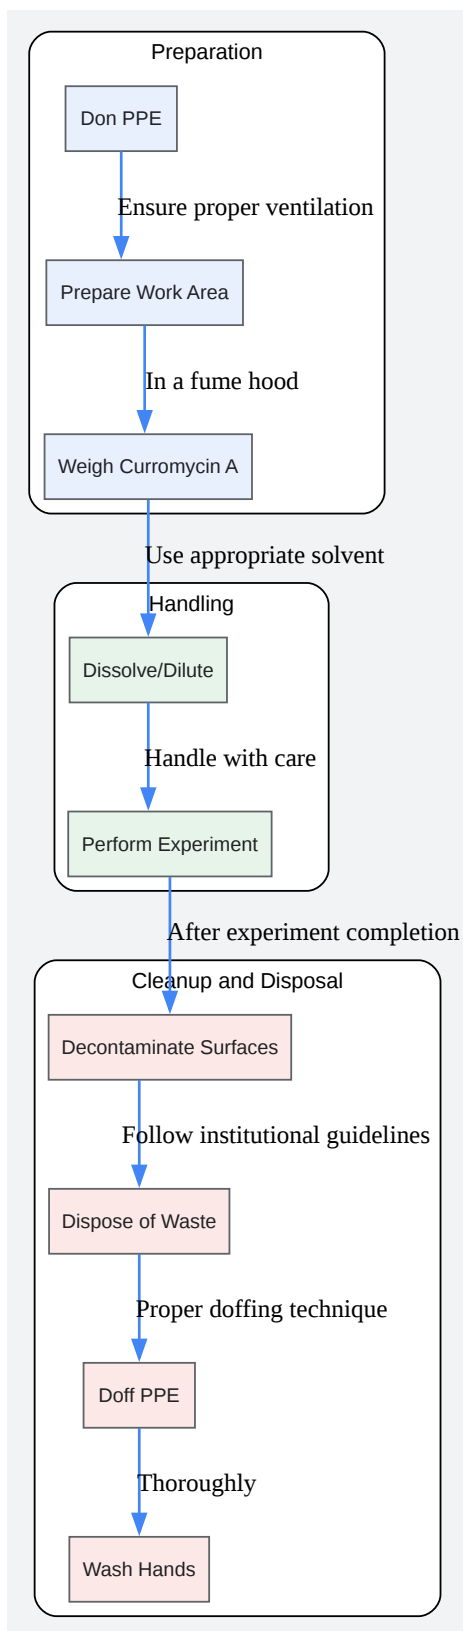 Preparation
Don PPE
Ensure proper ventilation
Prepare Work Area
In a fume hood
Weigh Curromycin A
Use appropriate solvent
Handling
Dissolve/Dilute
Handle with care
Perform Experiment
After experiment completion
Cleanup and Disposal
Decontaminate Surfaces
Follow institutional guidelines
Dispose of Waste
Proper doffing technique
Doff PPE
Thoroughly
Wash Hands